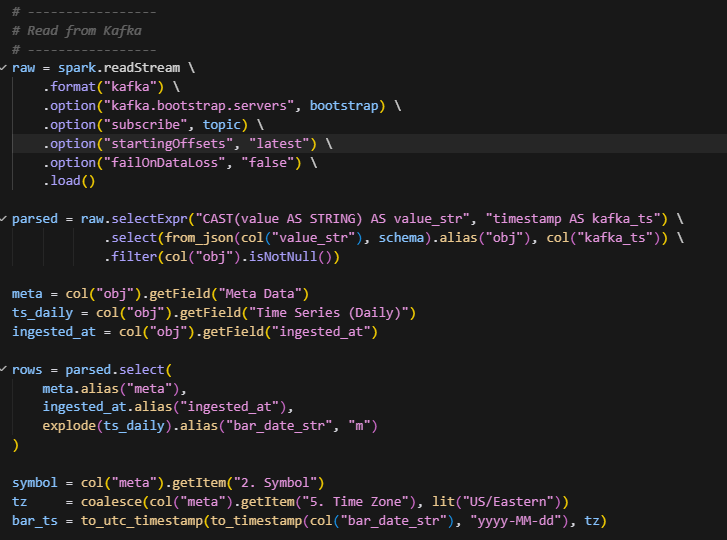 # -----------------
# Read from Kafka
# -----------------
raw = spark.readStream \
    .format("kafka") \
    .option("kafka.bootstrap.servers", bootstrap) \
    .option("subscribe", topic) \
    .option("startingOffsets", "latest") \
    .option("failOnDataLoss", "false") \
    .load()

parsed = raw.selectExpr("CAST(value AS STRING) AS value_str", "timestamp AS kafka_ts") \
            .select(from_json(col("value_str"), schema).alias("obj"), col("kafka_ts")) \
            .filter(col("obj").isNotNull())

meta = col("obj").getField("Meta Data")
ts_daily = col("obj").getField("Time Series (Daily)")
ingested_at = col("obj").getField("ingested_at")

rows = parsed.select(
    meta.alias("meta"),
    ingested_at.alias("ingested_at"),
    explode(ts_daily).alias("bar_date_str", "m")
)

symbol = col("meta").getItem("2. Symbol")
tz     = coalesce(col("meta").getItem("5. Time Zone"), lit("US/Eastern"))
bar_ts = to_utc_timestamp(to_timestamp(col("bar_date_str"), "yyyy-MM-dd"), tz)